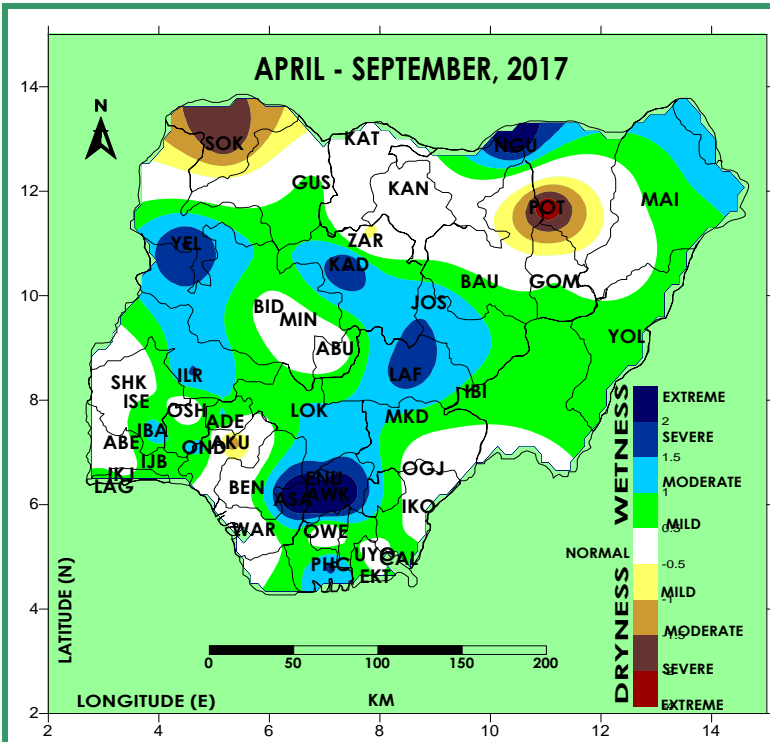 APRIL - SEPTEMBER, 2017
14
12
10
8
6
4
2
N
SOK
KAT
NGU
GUS
KAN
POT
MAI
YEL
ZAR
KAD
BAU
GOM
BID
MIN
JOS
ABU
YOL
SHK
ISE
ILR
LAF
IBI
OSH
ADE
LOK
MKD
IBA
ABE
OND
AKU
IJB
IKJ
LAG
BEN
ENU
ASA
AWK
OGJ
IKO
WAR
OWE
PHC
UYO
CAL
EKT
WETNESS
EXTREME
2
SEVERE
1.5
MODERATE
1
MILD
0.5
NORMAL
-0.5
DRYNESS
MILD
-1
MODERATE
-1.5
SEVERE
-2
EXTREME
LATITUDE (N)
0 50 100 150 200
LONGITUDE (E)
KM
2 4 6 8 10 12 14